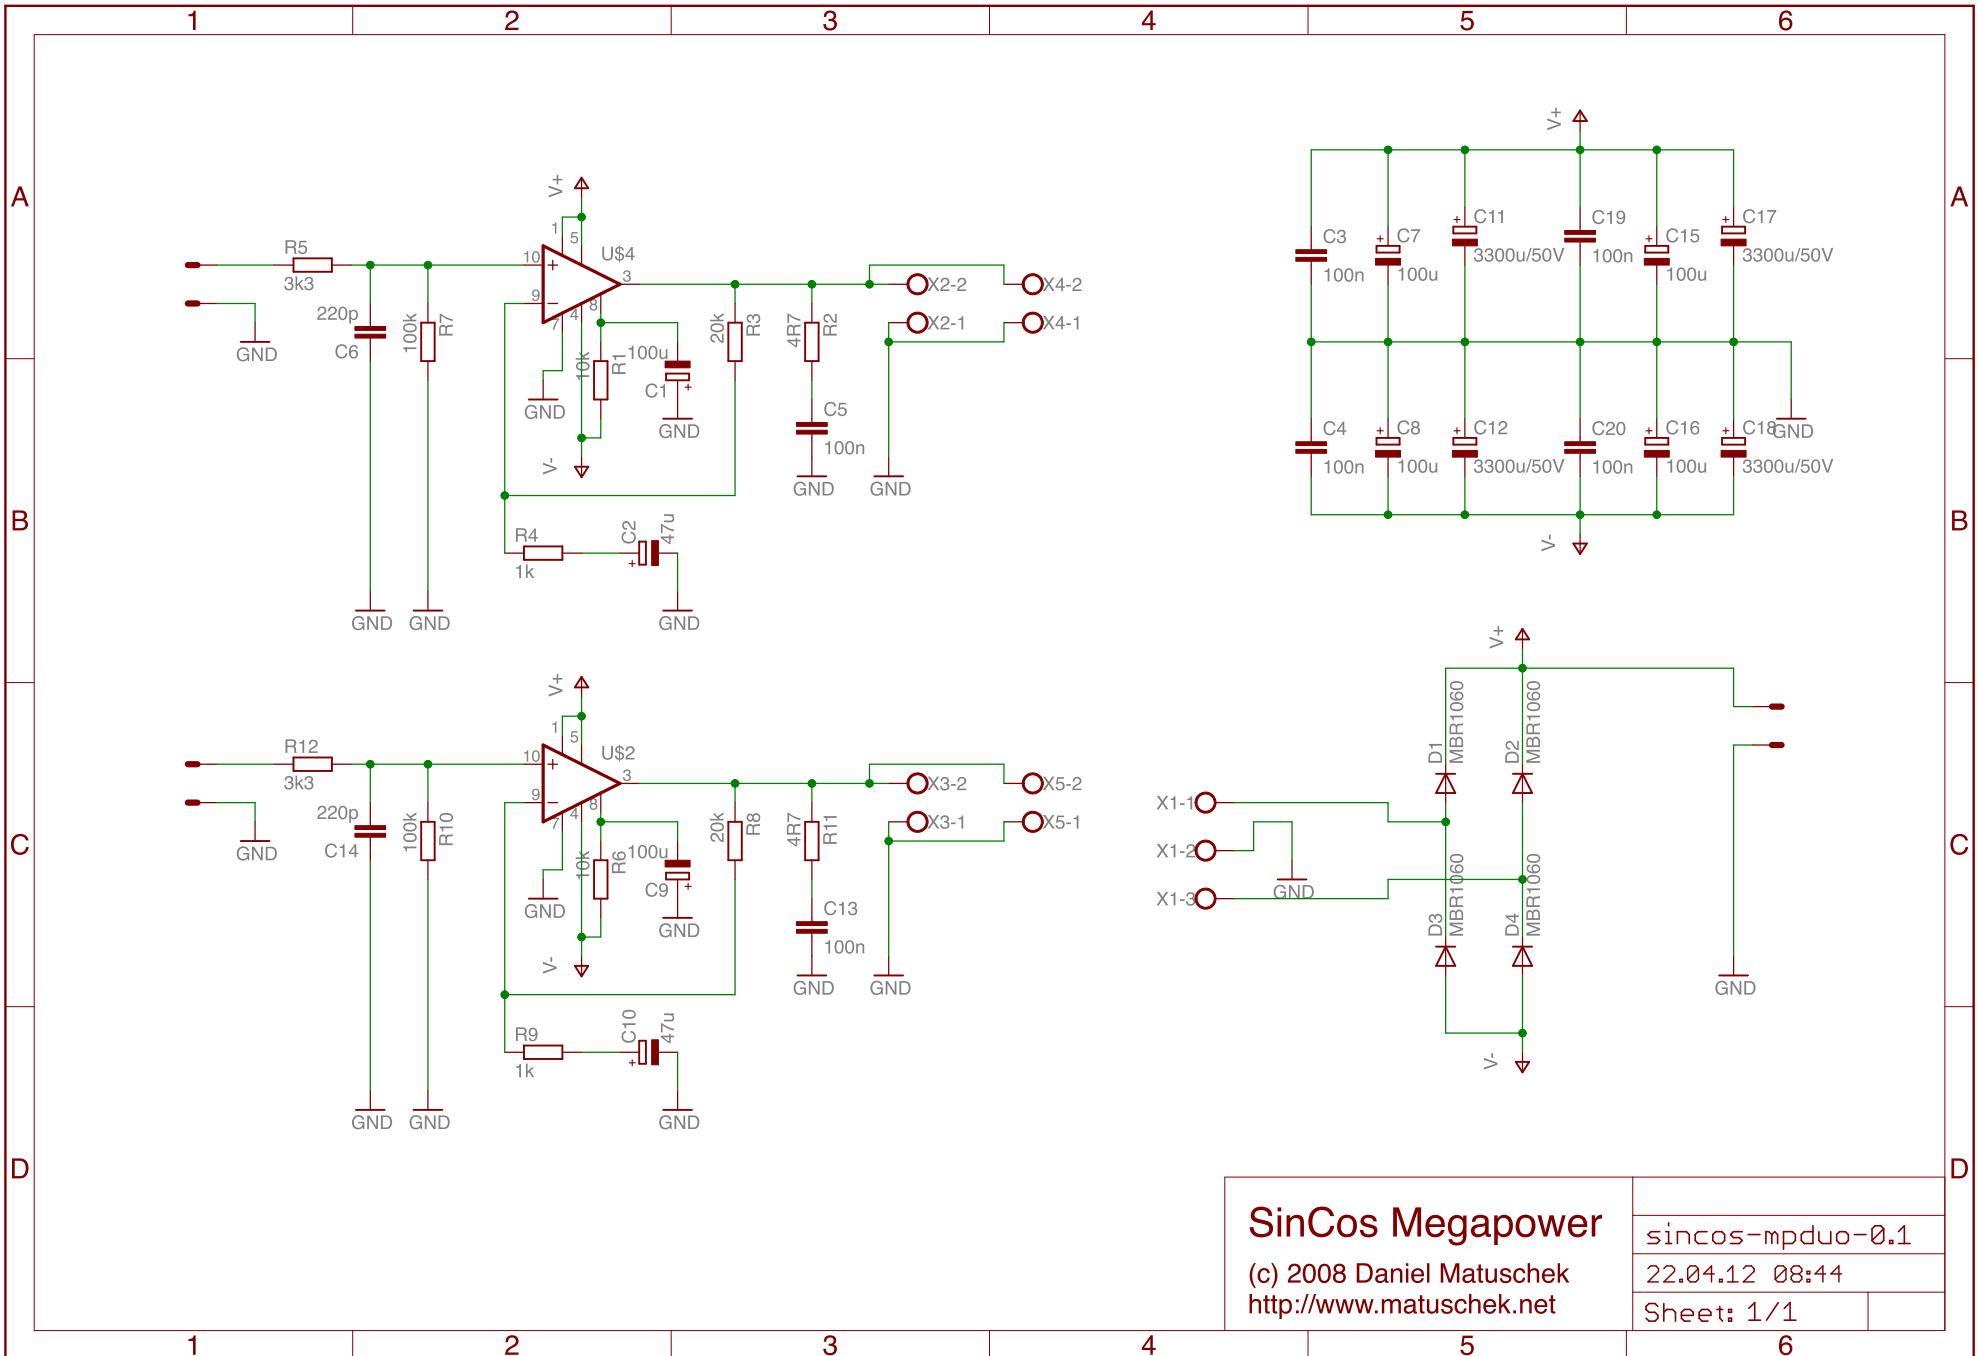 1 2 3 4 5 6
A A
B B
C C
D D
1 2 3 4 5 6
R5
3k3
220p
C6
100k
R7
GND
GND
GND
V+
1
5
10
9
U$4
3
8
4
7
GND
10k
R1
V-
100u
C1
GND
20k
R3
4R7
R2
C5
100n
GND
X2-2
X2-1
X4-2
X4-1
GND
R4
1k
C2
47u
GND
R12
3k3
220p
C14
100k
R10
GND
GND
GND
V+
1
5
10
9
U$2
3
8
4
7
GND
10k
R6
V-
100u
C9
GND
20k
R8
4R7
R11
C13
100n
GND
X3-2
X3-1
X5-2
X5-1
GND
R9
1k
C10
47u
GND
V+
C3
100n
C7
100u
C11
3300u/50V
C19
100n
C15
100u
C17
3300u/50V
C4
100n
C8
100u
C12
3300u/50V
C20
100n
C16
100u
C18
3300u/50V
GND
V-
V+
D1
MBR1060
D2
MBR1060
X1-1
X1-2
X1-3
GND
D3
MBR1060
D4
MBR1060
V-
GND
SinCos Megapower
(c) 2008 Daniel Matuschek
http://www.matuschek.net
sincos-mpduo-0.1
22.04.12 08:44
Sheet: 1/1